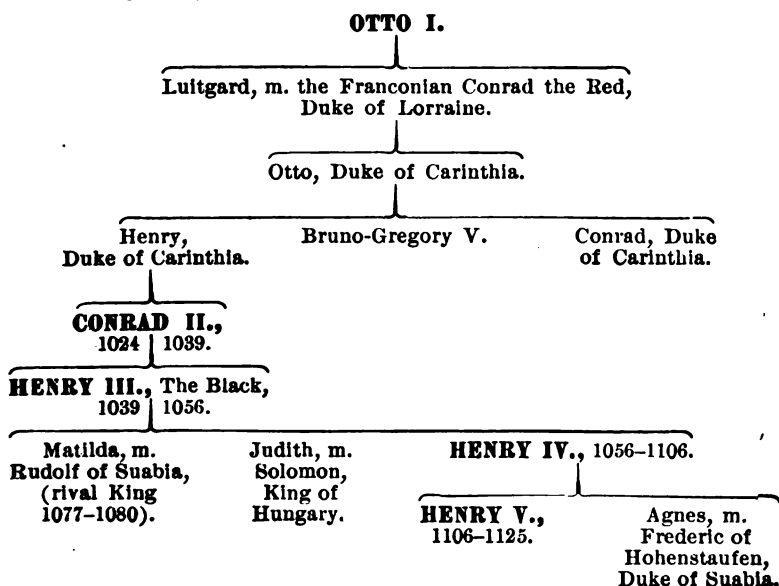 OTTO I.
Luitgard, m. the Franconian Conrad the Red,
Duke of Lorraine.
Otto, Duke of Carinthia.
Henry,
Duke of Carinthia.
Bruno-Gregory V.
Conrad, Duke
of Carinthia.
CONRAD II.,
1024 1039.
HENRY III., The Black,
1039 1056.
Matilda, m.
Rudolf of Suabia,
(rival King
1077–1080).
Judith, m.
Solomon,
King of
Hungary.
HENRY IV., 1056–1106.
HENRY V.,
1106–1125.
Agnes, m.
Frederic of
Hohenstaufen,
Duke of Suabia.